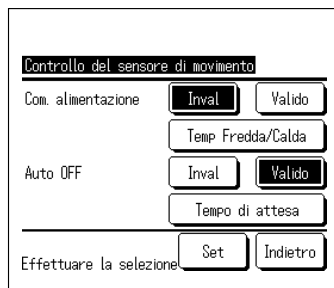 Controllo del sensore di movimento
Com. alimentazione Inval Valido
Temp Fredda/Calda
Auto OFF Inval Valido
Tempo di attesa
Effettuare la selezione Set Indietro